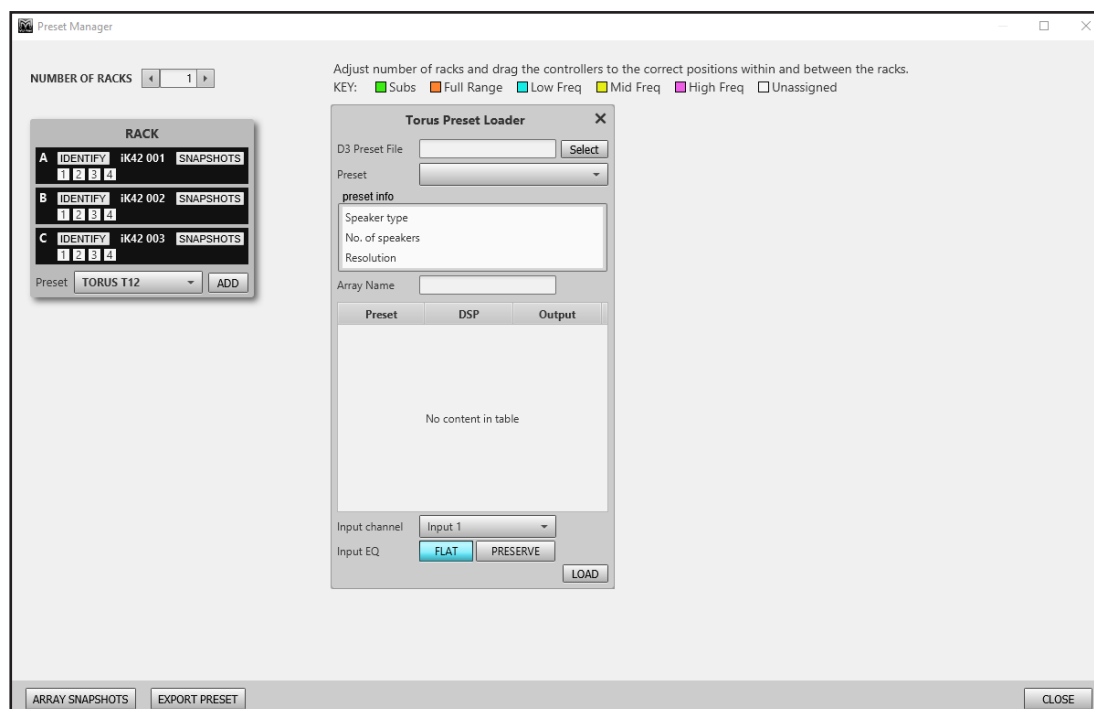 Preset Manager
NUMBER OF RACKS 1
Adjust number of racks and drag the controllers to the correct positions within and between the racks.
KEY: Subs Full Range Low Freq Mid Freq High Freq Unassigned
RACK
A IDENTIFY iK42 001 SNAPSHOTS
1 2 3 4
B IDENTIFY iK42 002 SNAPSHOTS
1 2 3 4
C IDENTIFY iK42 003 SNAPSHOTS
1 2 3 4
Preset TORUS T12 ADD
Torus Preset Loader
D3 Preset File Select
Preset
preset info
Speaker type
No. of speakers
Resolution
Array Name
Preset DSP Output
No content in table
Input channel Input 1
Input EQ FLAT PRESERVE
LOAD
ARRAY SNAPSHOTS EXPORT PRESET CLOSE